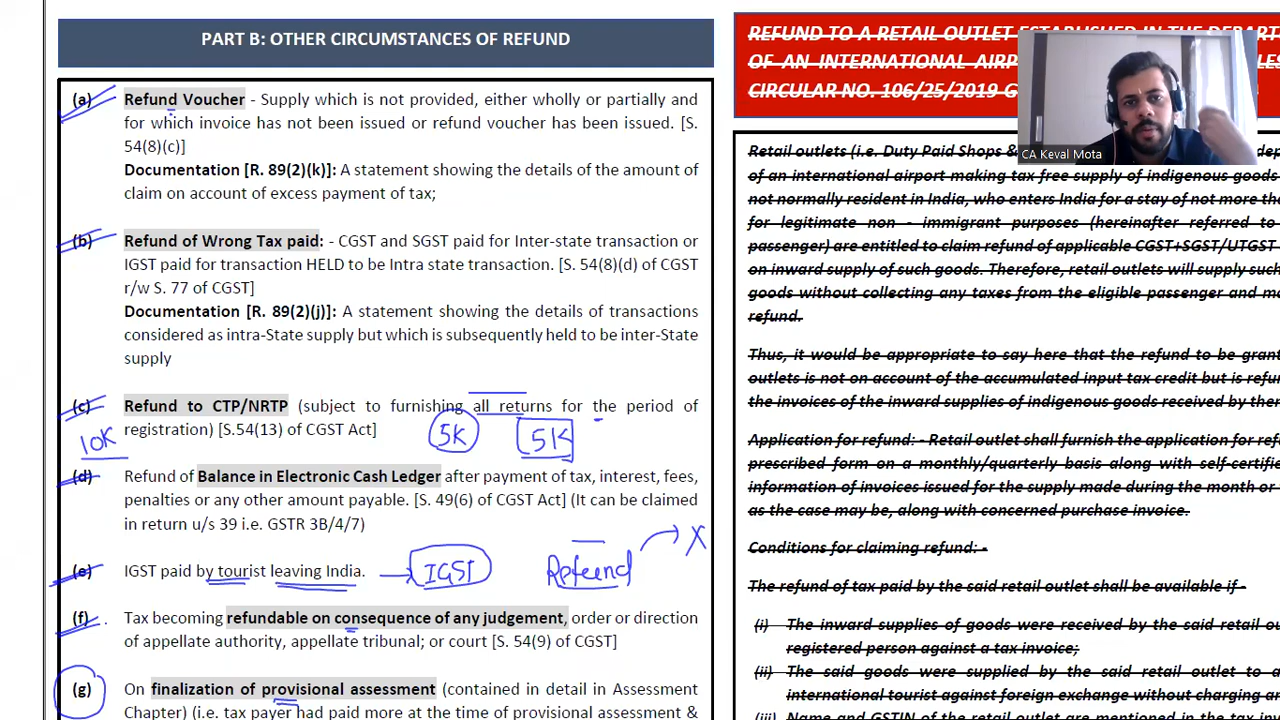 PART B: OTHER CIRCUMSTANCES OF REFUND
(a) Refund Voucher - Supply which is not provided, either wholly or partially and
for which invoice has not been issued or refund voucher has been issued. [S.
54(8)(c)]
Documentation [R. 89(2)(k)]: A statement showing the details of the amount of
claim on account of excess payment of tax;
(b) Refund of Wrong Tax paid: - CGST and SGST paid for Inter-state transaction or
IGST paid for transaction HELD to be Intra state transaction. [S. 54(8)(d) of CGST
r/w S. 77 of CGST]
Documentation [R. 89(2)(j)]: A statement showing the details of transactions
considered as intra-State supply but which is subsequently held to be inter-State
supply
(c) Refund to CTP/NRTP (subject to furnishing all returns for the period of
registration) [S.54(13) of CGST Act]
10K 5K 51K
(d) Refund of Balance in Electronic Cash Ledger after payment of tax, interest, fees,
penalties or any other amount payable. [S. 49(6) of CGST Act] (It can be claimed
in return u/s 39 i.e. GSTR 3B/4/7)
(e) IGST paid by tourist leaving India. IGST Refund X
(f) . Tax becoming refundable on consequence of any judgement, order or direction
of appellate authority, appellate tribunal; or court [S. 54(9) of CGST]
(g) On finalization of provisional assessment (contained in detail in Assessment
Chapter) (i.e. tax payer had paid more at the time of provisional assessment &
REFUND TO A RETAIL OUTLET ESTABLISHED IN THE
OF AN INTERNATIONAL
CIRCULAR NO. 106/25/2019
CA Keval Mota
Retail outlets (i.e. Duty Paid Shops &
of an international airport making tax free supply of indigenous goods
not normally resident in India, who enters India for a stay of not more
for legitimate non - immigrant purposes (hereinafter referred to
passenger) are entitled to claim refund of applicable CGST+SGST/UTGST
on inward supply of such goods. Therefore, retail outlets will supply such
goods without collecting any taxes from the eligible passenger and
refund.
Thus, it would be appropriate to say here that the refund to be
outlets is not on account of the accumulated input tax credit but is
the invoices of the inward supplies of indigenous goods received by
Application for refund: - Retail outlet shall furnish the application for
prescribed form on a monthly/quarterly basis along with
information of invoices issued for the supply made during the month or
as the case may be, along with concerned purchase invoice.
Conditions for claiming refund: -
The refund of tax paid by the said retail outlet shall be available if -
(i) The inward supplies of goods were received by the said retail
registered person against a tax invoice;
(ii) The said goods were supplied by the said retail outlet to
international tourist against foreign exchange without charging
(iii) Name and GSTIN of the retail outlet are mentioned in the tax